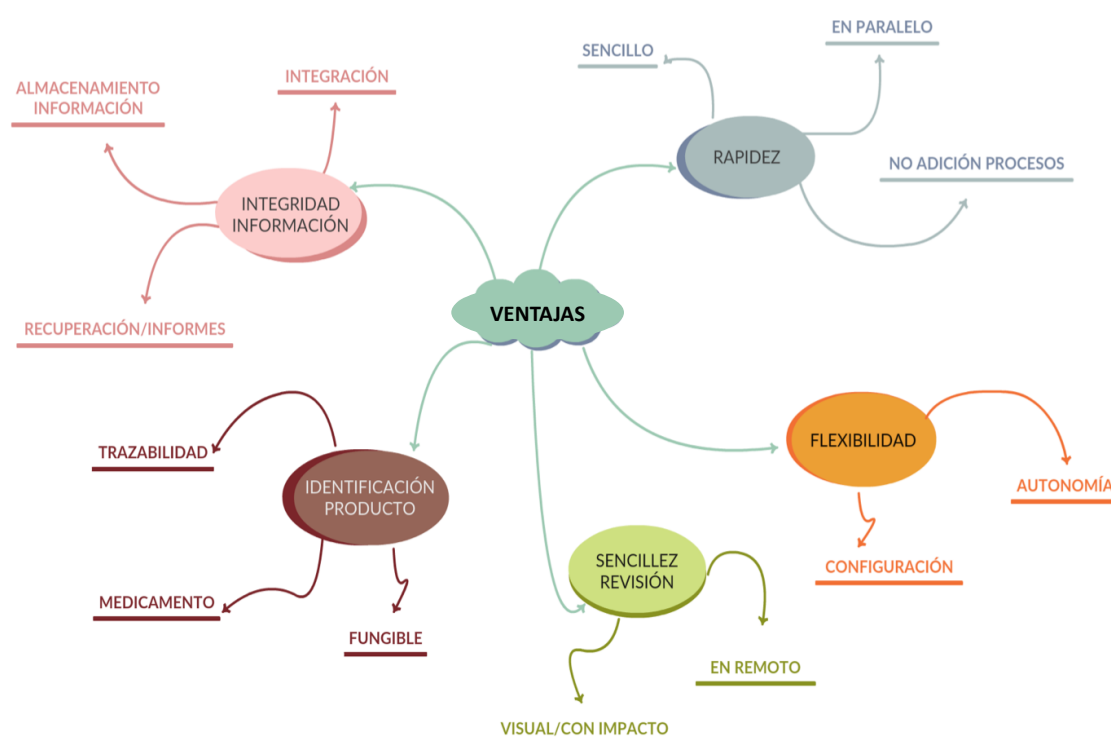 EN PARALELO
SENCILLO
RAPIDEZ
NO ADICIÓN PROCESOS
INTEGRACIÓN
ALMACENAMIENTO
INFORMACIÓN
INTEGRIDAD
INFORMACIÓN
RECUPERACIÓN/INFORMES
VENTAJAS
TRAZABILIDAD
IDENTIFICACIÓN
PRODUCTO
MEDICAMENTO
FUNGIBLE
FLEXIBILIDAD
AUTONOMÍA
CONFIGURACIÓN
SENCILLEZ
REVISIÓN
EN REMOTO
VISUAL/CON IMPACTO